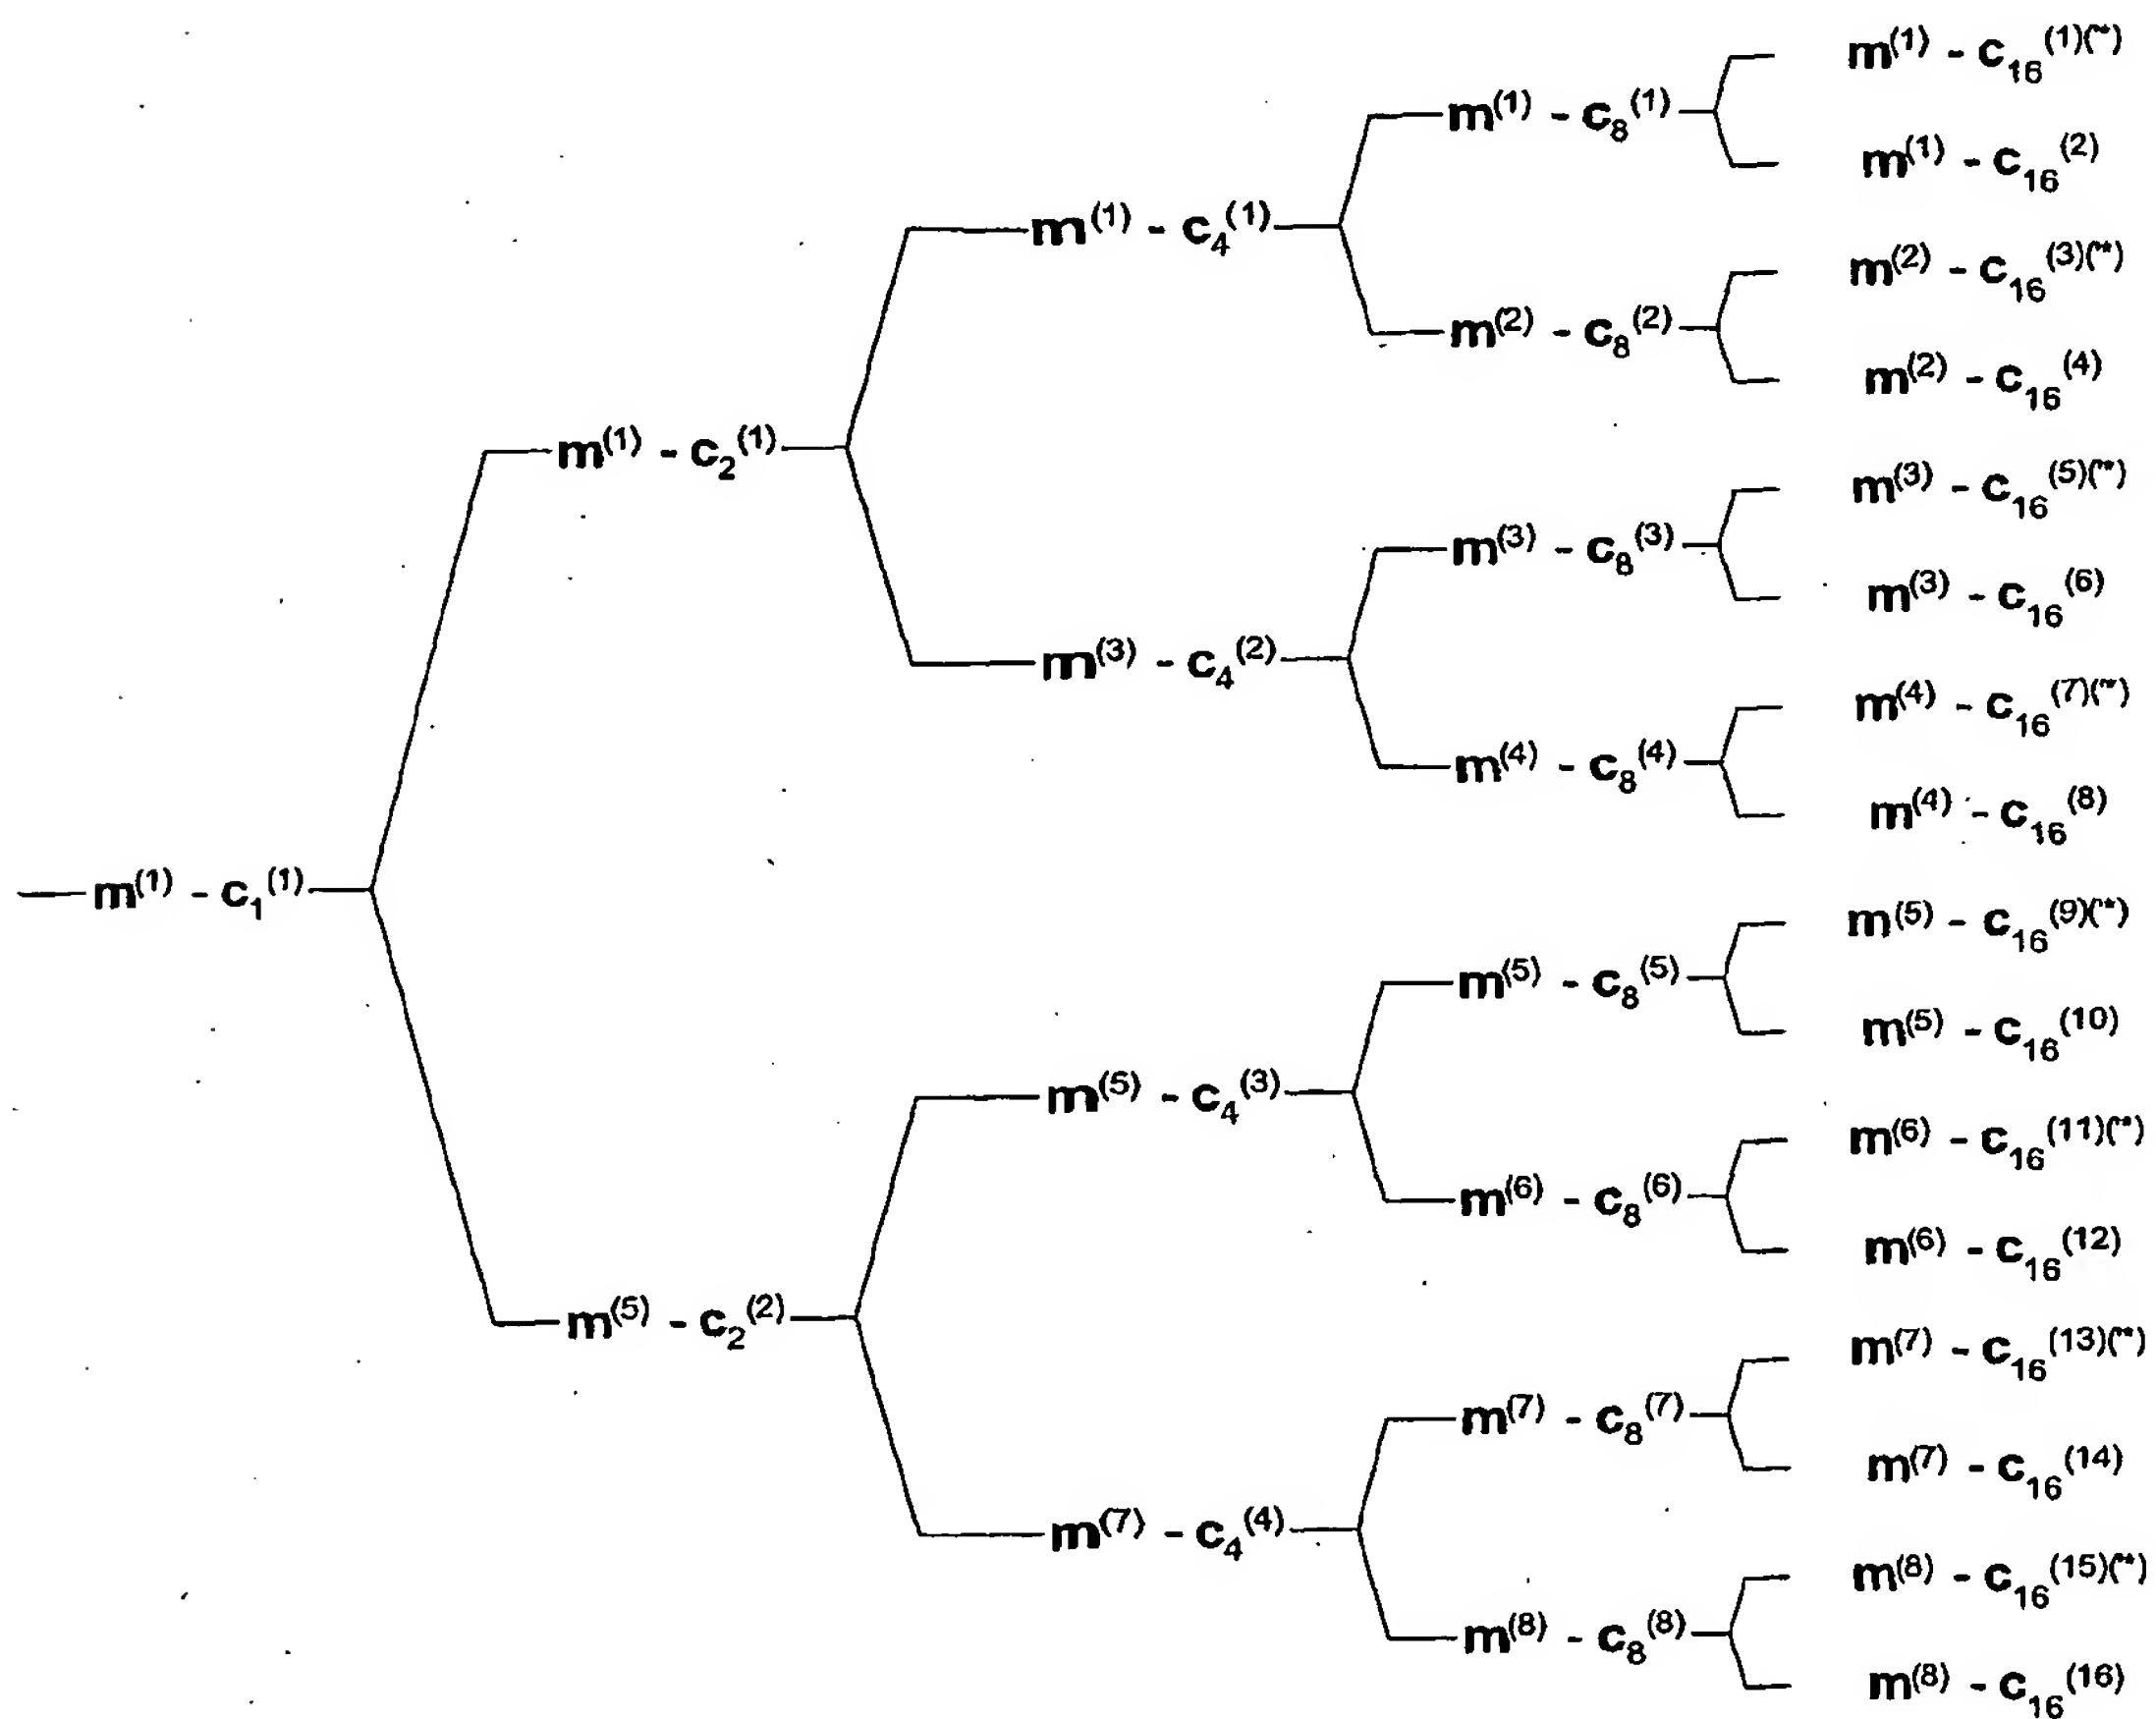 m(1) - c16(1)(*)
m(1) - c8(1)
m(1) - c16(2)
m(1) - c4(1)
m(2) - c16(3)(*)
m(2) - c8(2)
m(2) - c16(4)
m(1) - c2(1)
m(3) - c16(5)(*)
m(3) - c8(3)
m(3) - c16(6)
m(3) - c4(2)
m(4) - c16(7)(*)
m(4) - c8(4)
m(4) - c16(8)
m(1) - c1(1)
m(5) - c16(9)(*)
m(5) - c8(5)
m(5) - c16(10)
m(5) - c4(3)
m(6) - c16(11)(*)
m(6) - c8(6)
m(6) - c16(12)
m(5) - c2(2)
m(7) - c16(13)(*)
m(7) - c8(7)
m(7) - c16(14)
m(7) - c4(4)
m(8) - c16(15)(*)
m(8) - c8(8)
m(8) - c16(16)